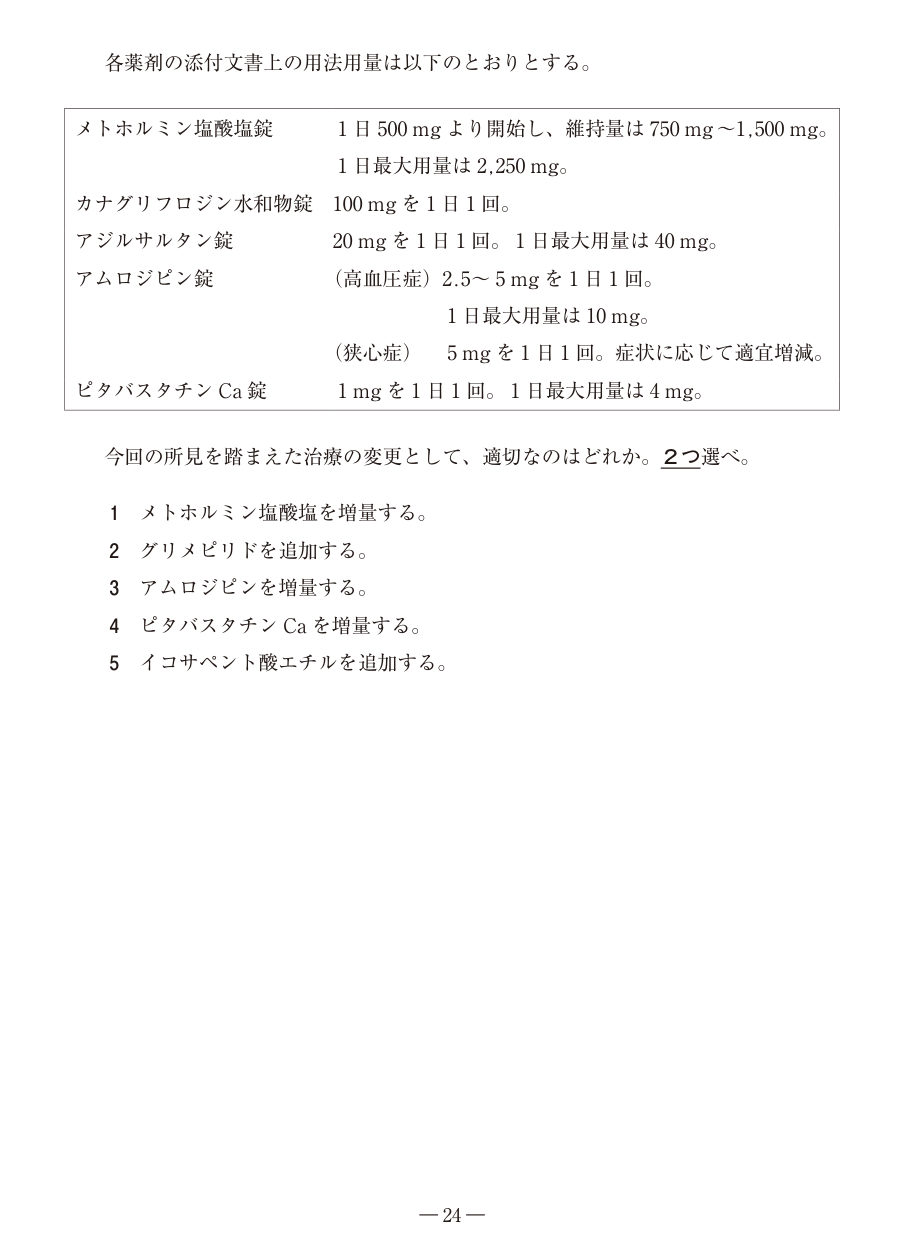 各薬剤の添付文書上の用法用量は以下のとおりとする。
メトホルミン塩酸塩錠 1日500 mgより開始し、維持量は750 mg～1,500 mg。
1日最大用量は2,250 mg。
カナグリフロジン水和物錠 100 mgを1日1回。
アジルサルタン錠 20 mgを1日1回。1日最大用量は40 mg。
アムロジピン錠 （高血圧症）2.5～5 mgを1日1回。
1日最大用量は10 mg。
（狭心症） 5 mgを1日1回。症状に応じて適宜増減。
ピタバスタチンCa錠 1 mgを1日1回。1日最大用量は4 mg。
今回の所見を踏まえた治療の変更として、適切なのはどれか。2つ選べ。
1 メトホルミン塩酸塩を増量する。
2 グリメピリドを追加する。
3 アムロジピンを増量する。
4 ピタバスタチンCaを増量する。
5 イコサペント酸エチルを追加する。
― 24 ―